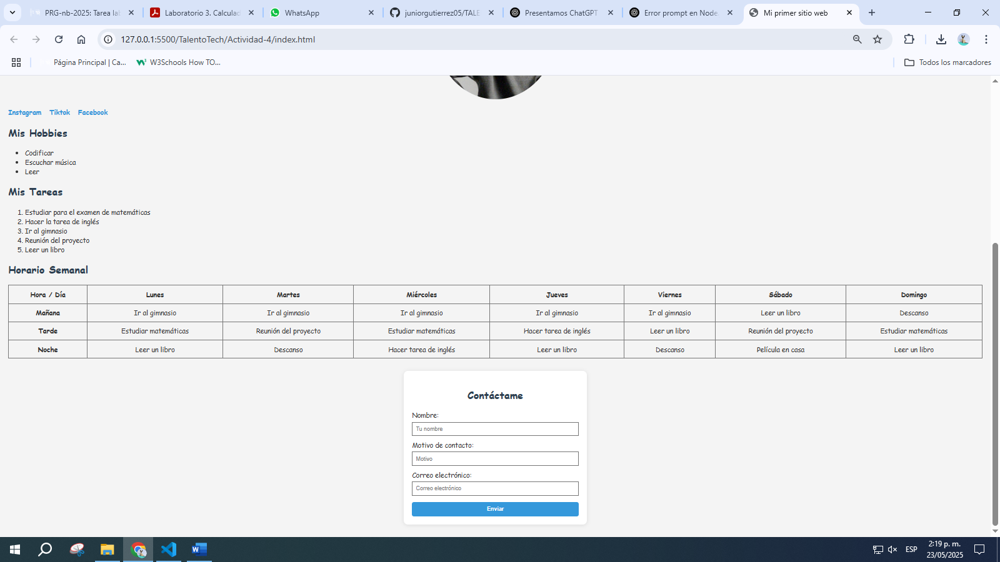 PRG-nb-2025: Tarea lab
Laboratorio 3. Calculad
WhatsApp
juniorgutierrez05/TALE
Presentamos ChatGPT
Error prompt en Node.
Mi primer sitio web
127.0.0.1:5500/TalentoTech/Actividad-4/index.html
Página Principal | Ca...
W3Schools How TO...
Todos los marcadores
Instagram Tiktok Facebook
Mis Hobbies
• Codificar
• Escuchar música
• Leer
Mis Tareas
1. Estudiar para el examen de matemáticas
2. Hacer la tarea de inglés
3. Ir al gimnasio
4. Reunión del proyecto
5. Leer un libro
Horario Semanal
Hora / Día Lunes Martes Miércoles Jueves Viernes Sábado Domingo
Mañana Ir al gimnasio Ir al gimnasio Ir al gimnasio Ir al gimnasio Ir al gimnasio Leer un libro Descanso
Tarde Estudiar matemáticas Reunión del proyecto Estudiar matemáticas Hacer tarea de inglés Leer un libro Reunión del proyecto Estudiar matemáticas
Noche Leer un libro Descanso Hacer tarea de inglés Leer un libro Descanso Película en casa Leer un libro
Contáctame
Nombre:
Tu nombre
Motivo de contacto:
Motivo
Correo electrónico:
Correo electrónico
Enviar
ESP
2:19 p. m.
23/05/2025